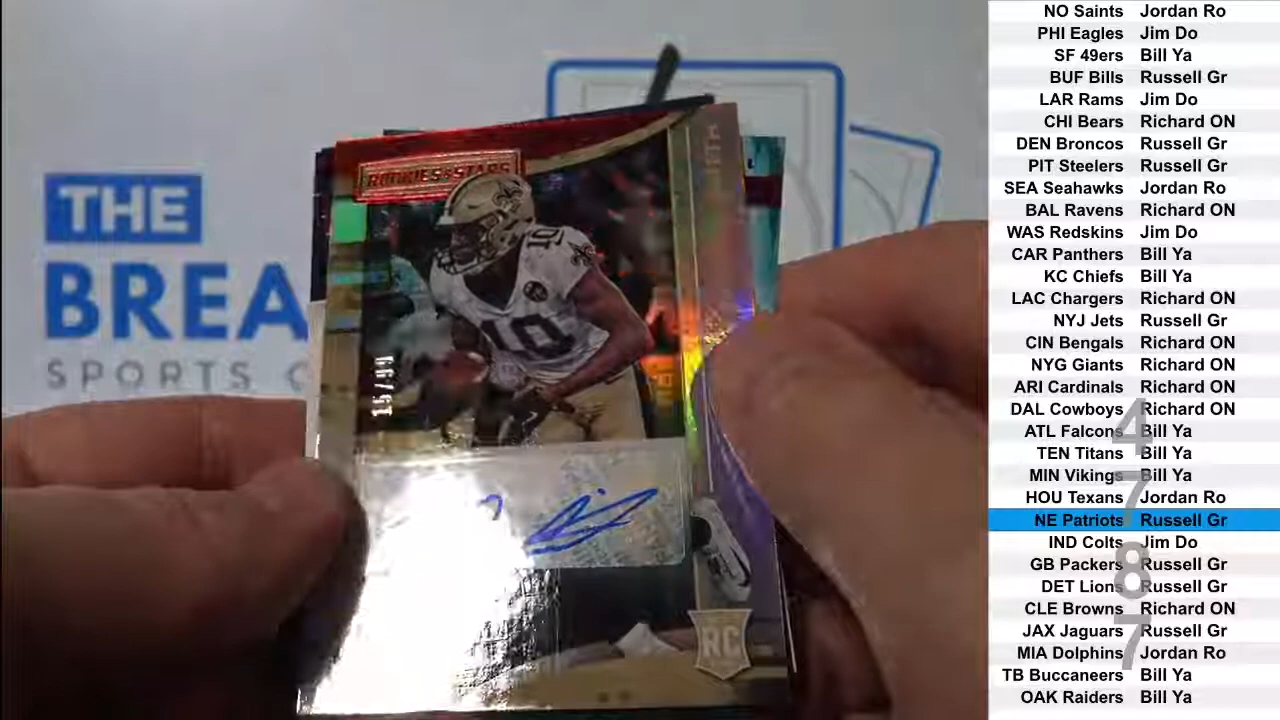 THE
BREA
SPORTS C
ROOKIES & STARS
10
10
15/99
RC
NO Saints Jordan Ro
PHI Eagles Jim Do
SF 49ers Bill Ya
BUF Bills Russell Gr
LAR Rams Jim Do
CHI Bears Richard ON
DEN Broncos Russell Gr
PIT Steelers Russell Gr
SEA Seahawks Jordan Ro
BAL Ravens Richard ON
WAS Redskins Jim Do
CAR Panthers Bill Ya
KC Chiefs Bill Ya
LAC Chargers Richard ON
NYJ Jets Russell Gr
CIN Bengals Richard ON
NYG Giants Richard ON
ARI Cardinals Richard ON
DAL Cowboys Richard ON
ATL Falcons Bill Ya
TEN Titans Bill Ya
MIN Vikings Bill Ya
HOU Texans Jordan Ro
NE Patriots Russell Gr
IND Colts Jim Do
GB Packers Russell Gr
DET Lions Russell Gr
CLE Browns Richard ON
JAX Jaguars Russell Gr
MIA Dolphins Jordan Ro
TB Buccaneers Bill Ya
OAK Raiders Bill Ya
4
7
8
7